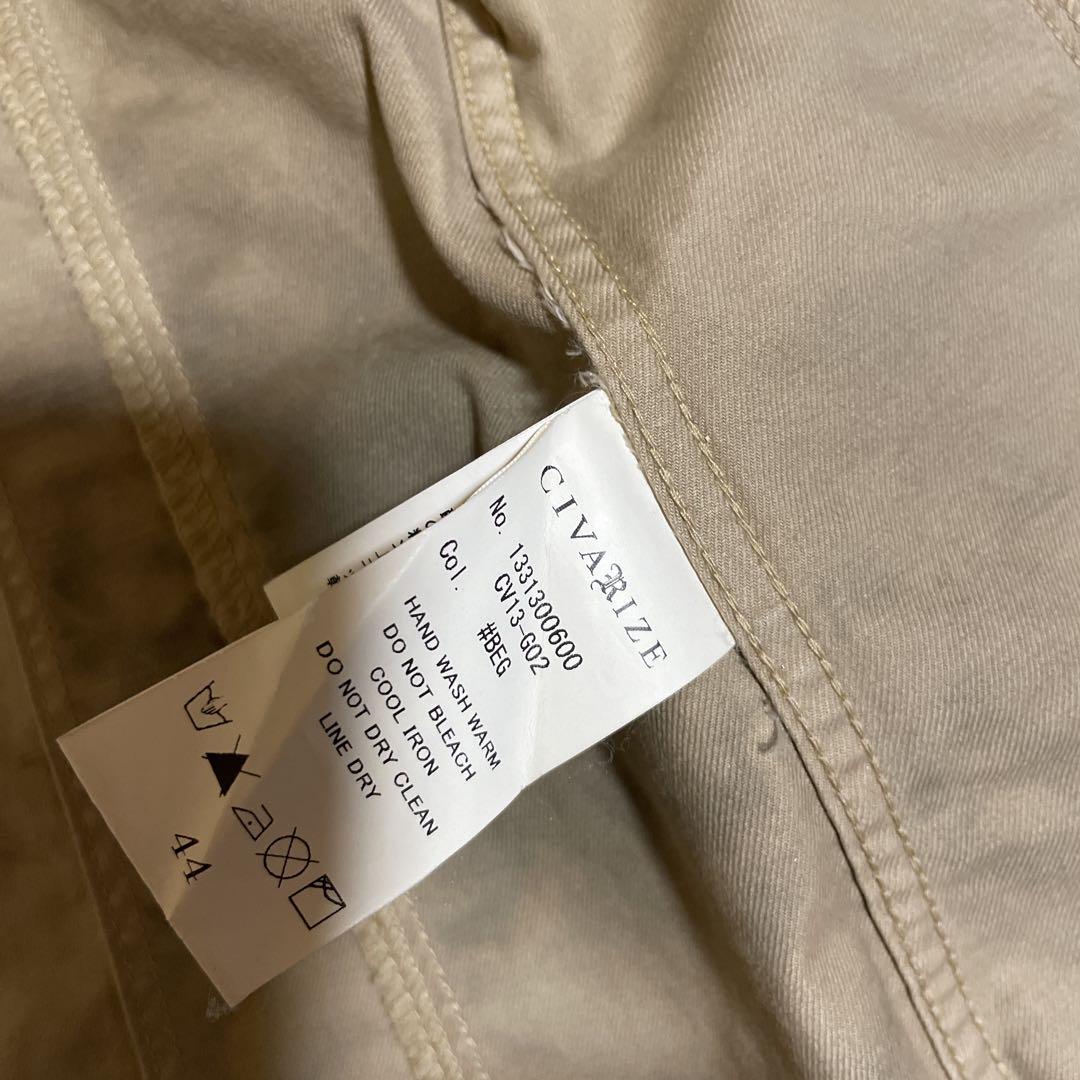 CIVARIZE
No. 1331300600
CV13-G02
Col. #BEG
HAND WASH WARM
DO NOT BLEACH
COOL IRON
DO NOT DRY CLEAN
LINE DRY
44